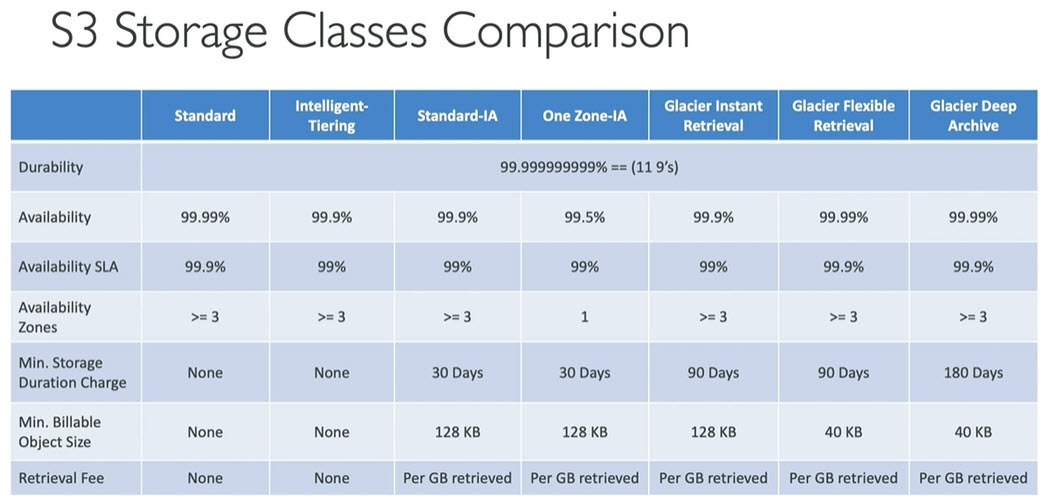 S3 Storage Classes Comparison
Standard
Intelligent-
Tiering
Standard-IA
One Zone-IA
Glacier Instant
Retrieval
Glacier Flexible
Retrieval
Glacier Deep
Archive
Durability
99.999999999% == (11 9's)
Availability
99.99%
99.9%
99.9%
99.5%
99.9%
99.99%
99.99%
Availability SLA
99.9%
99%
99%
99%
99%
99.9%
99.9%
Availability
Zones
>= 3
>= 3
>= 3
1
>= 3
>= 3
>= 3
Min. Storage
Duration Charge
None
None
30 Days
30 Days
90 Days
90 Days
180 Days
Min. Billable
Object Size
None
None
128 KB
128 KB
128 KB
40 KB
40 KB
Retrieval Fee
None
None
Per GB retrieved
Per GB retrieved
Per GB retrieved
Per GB retrieved
Per GB retrieved